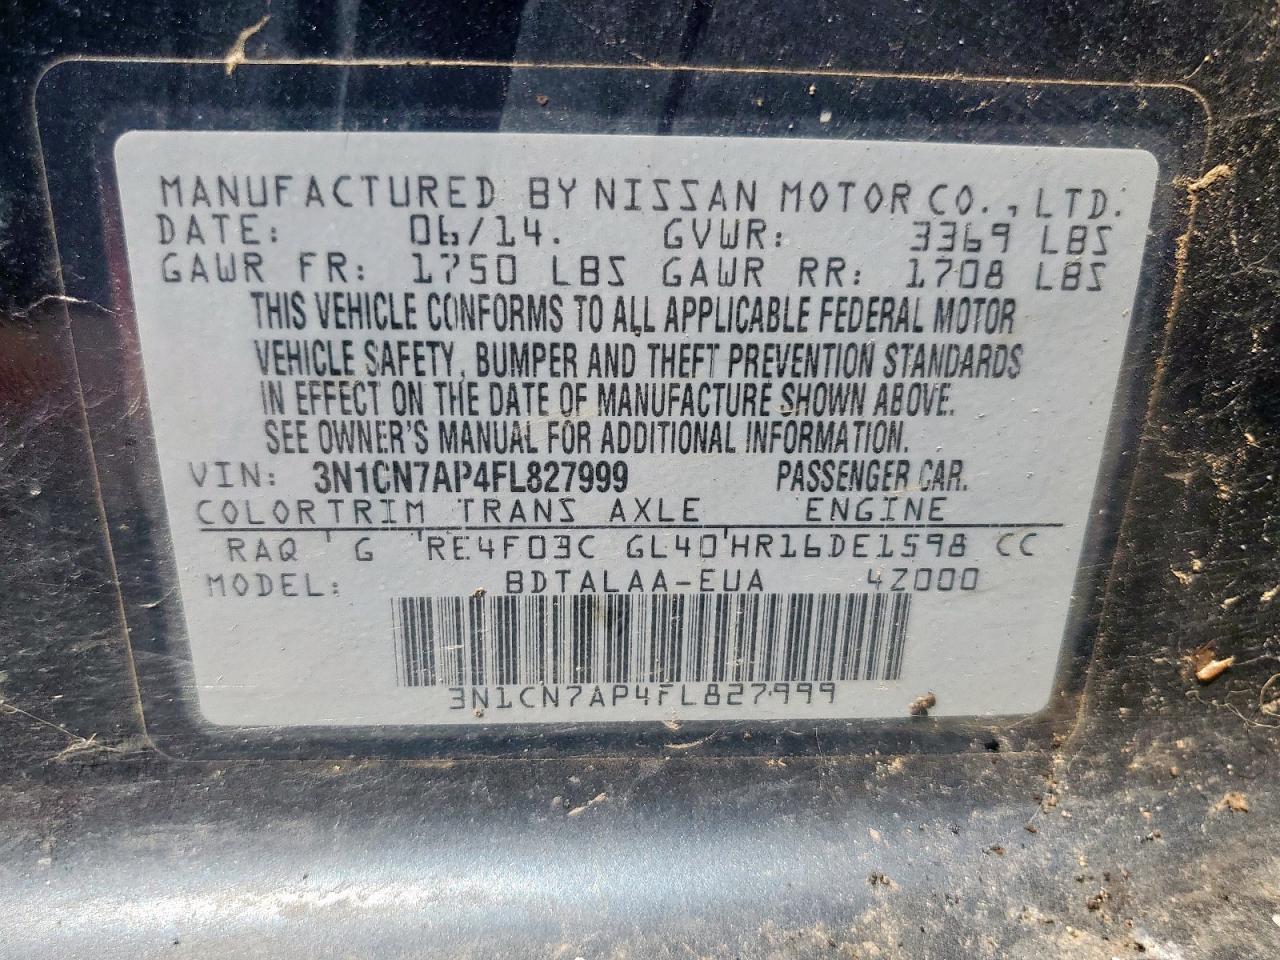 MANUFACTURED BY NISSAN MOTOR CO., LTD.
DATE: 06/14. GVWR: 3369 LBS
GAWR FR: 1750 LBS GAWR RR: 1708 LBS
THIS VEHICLE CONFORMS TO ALL APPLICABLE FEDERAL MOTOR
VEHICLE SAFETY, BUMPER AND THEFT PREVENTION STANDARDS
IN EFFECT ON THE DATE OF MANUFACTURE SHOWN ABOVE.
SEE OWNER'S MANUAL FOR ADDITIONAL INFORMATION.
VIN: 3N1CN7AP4FL827999 PASSENGER CAR.
COLOR TRIM TRANS AXLE ENGINE
RAQ ' G 'RE4F03C GL40'HR16DE1598 CC
MODEL: BDTALAA-EUA 4Z000
3N1CN7AP4FL827999